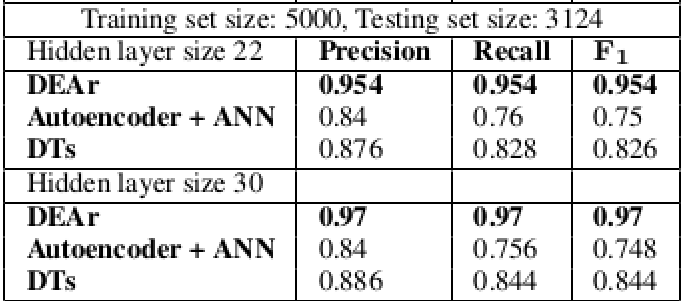 Training set size: 5000, Testing set size: 3124
Hidden layer size 22 Precision Recall F1
DEAr 0.954 0.954 0.954
Autoencoder + ANN 0.84 0.76 0.75
DTs 0.876 0.828 0.826
Hidden layer size 30
DEAr 0.97 0.97 0.97
Autoencoder + ANN 0.84 0.756 0.748
DTs 0.886 0.844 0.844